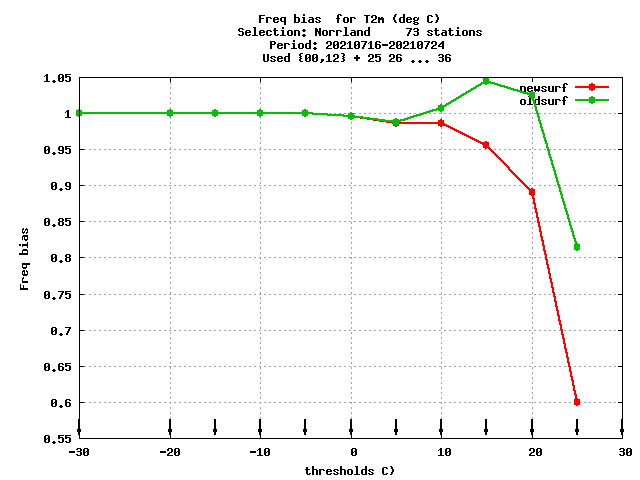 Freq bias  for T2m (deg C)
Selection: Norrland     73 stations
Period: 20210716-20210724
Used {00,12} + 25 26 ... 36
newsurf
oldsurf
1.05
1
0.95
0.9
0.85
0.8
0.75
0.7
0.65
0.6
0.55
Freq bias
-30 -20 -10 0 10 20 30
thresholds C)